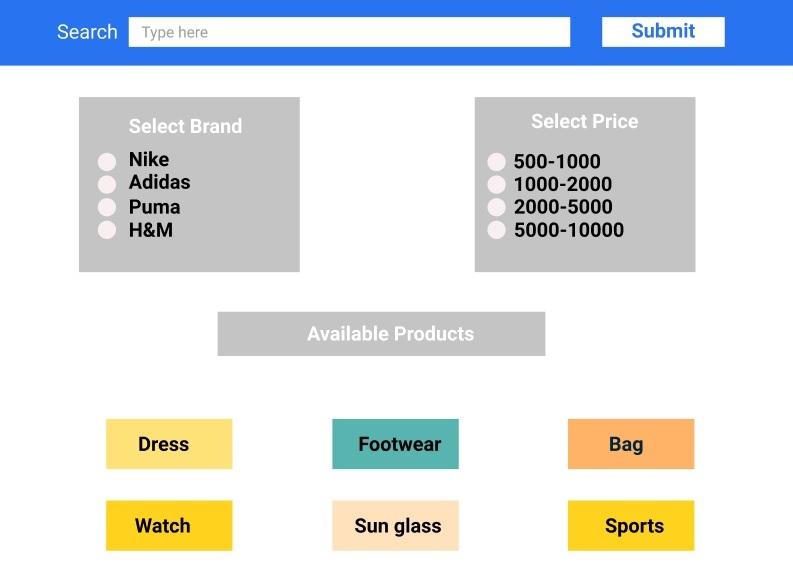 Search Type here Submit
Select Brand
Nike
Adidas
Puma
H&M
Select Price
500-1000
1000-2000
2000-5000
5000-10000
Available Products
Dress Footwear Bag
Watch Sun glass Sports